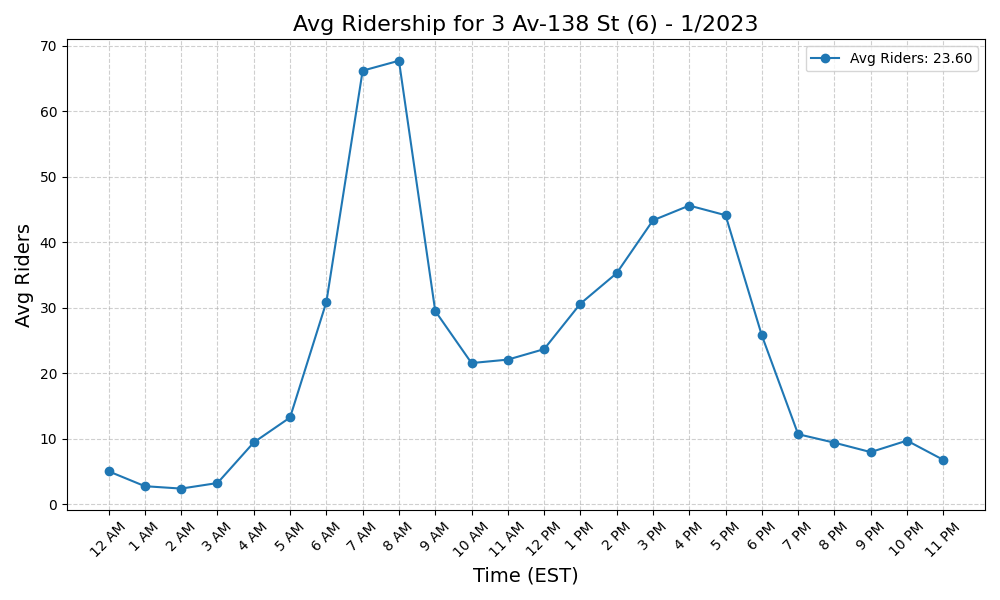 Avg Ridership for 3 Av-138 St (6) - 1/2023
Avg Riders: 23.60
Avg Riders
70
60
50
40
30
20
10
0
12 AM
1 AM
2 AM
3 AM
4 AM
5 AM
6 AM
7 AM
8 AM
9 AM
10 AM
11 AM
12 PM
1 PM
2 PM
3 PM
4 PM
5 PM
6 PM
7 PM
8 PM
9 PM
10 PM
11 PM
Time (EST)